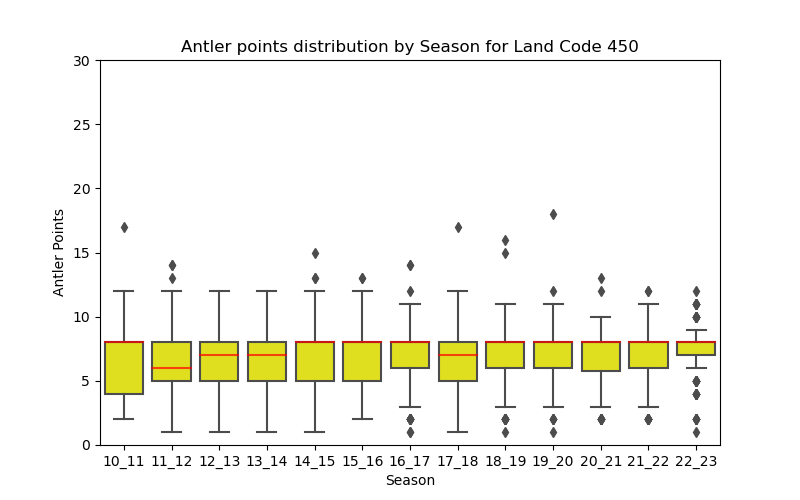 Antler points distribution by Season for Land Code 450
Antler Points
30
25
20
15
10
5
0
10_11 11_12 12_13 13_14 14_15 15_16 16_17 17_18 18_19 19_20 20_21 21_22 22_23
Season